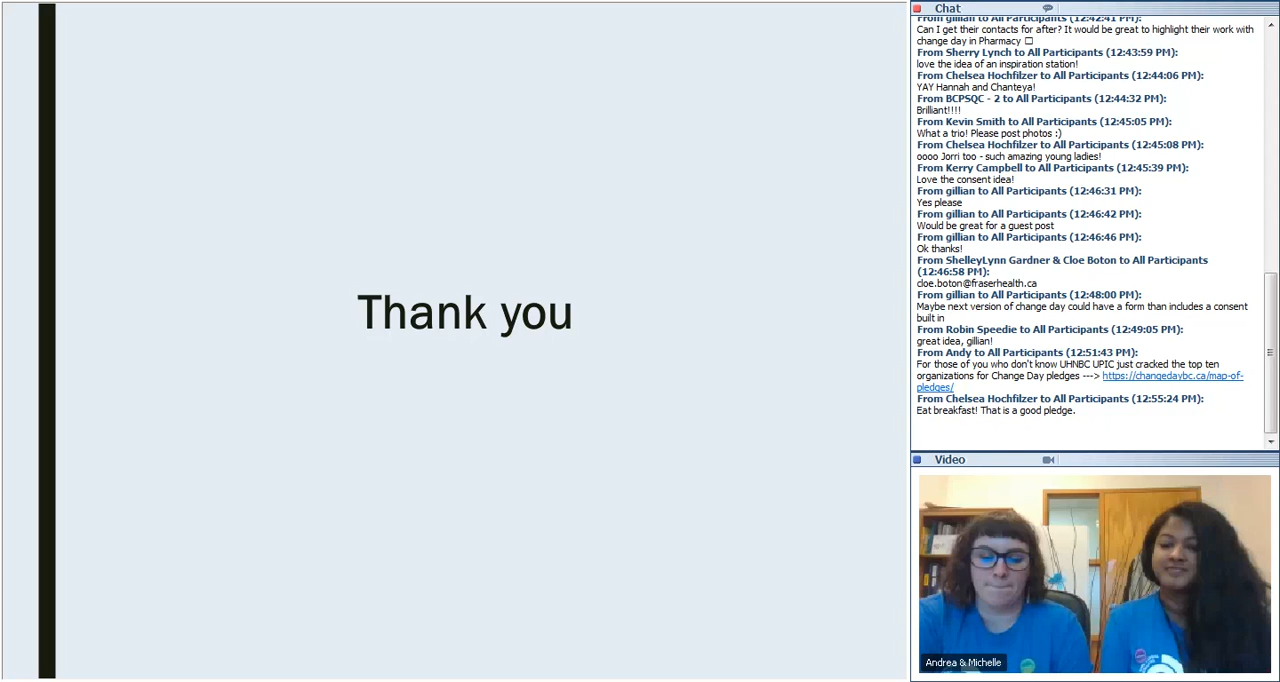 Thank you
Chat
From gillian to All Participants (12:42:41 PM):
Can I get their contacts for after? It would be great to highlight their work with
change day in Pharmacy □
From Sherry Lynch to All Participants (12:43:59 PM):
love the idea of an inspiration station!
From Chelsea Hochfilzer to All Participants (12:44:06 PM):
YAY Hannah and Chanteya!
From BCPSQC - 2 to All Participants (12:44:32 PM):
Brilliant!!!!
From Kevin Smith to All Participants (12:45:05 PM):
What a trio! Please post photos :)
From Chelsea Hochfilzer to All Participants (12:45:08 PM):
oooo Jorri too - such amazing young ladies!
From Kerry Campbell to All Participants (12:45:39 PM):
Love the consent idea!
From gillian to All Participants (12:46:31 PM):
Yes please
From gillian to All Participants (12:46:42 PM):
Would be great for a guest post
From gillian to All Participants (12:46:46 PM):
Ok thanks!
From ShelleyLynn Gardner & Cloe Boton to All Participants
(12:46:58 PM):
cloe.boton@fraserhealth.ca
From gillian to All Participants (12:48:00 PM):
Maybe next version of change day could have a form than includes a consent
built in
From Robin Speedie to All Participants (12:49:05 PM):
great idea, gillian!
From Andy to All Participants (12:51:43 PM):
For those of you who don't know UHNBC UPIC just cracked the top ten
organizations for Change Day pledges ---> https://changedaybc.ca/map-of-
pledges/
From Chelsea Hochfilzer to All Participants (12:55:24 PM):
Eat breakfast! That is a good pledge.
Video
Andrea & Michelle